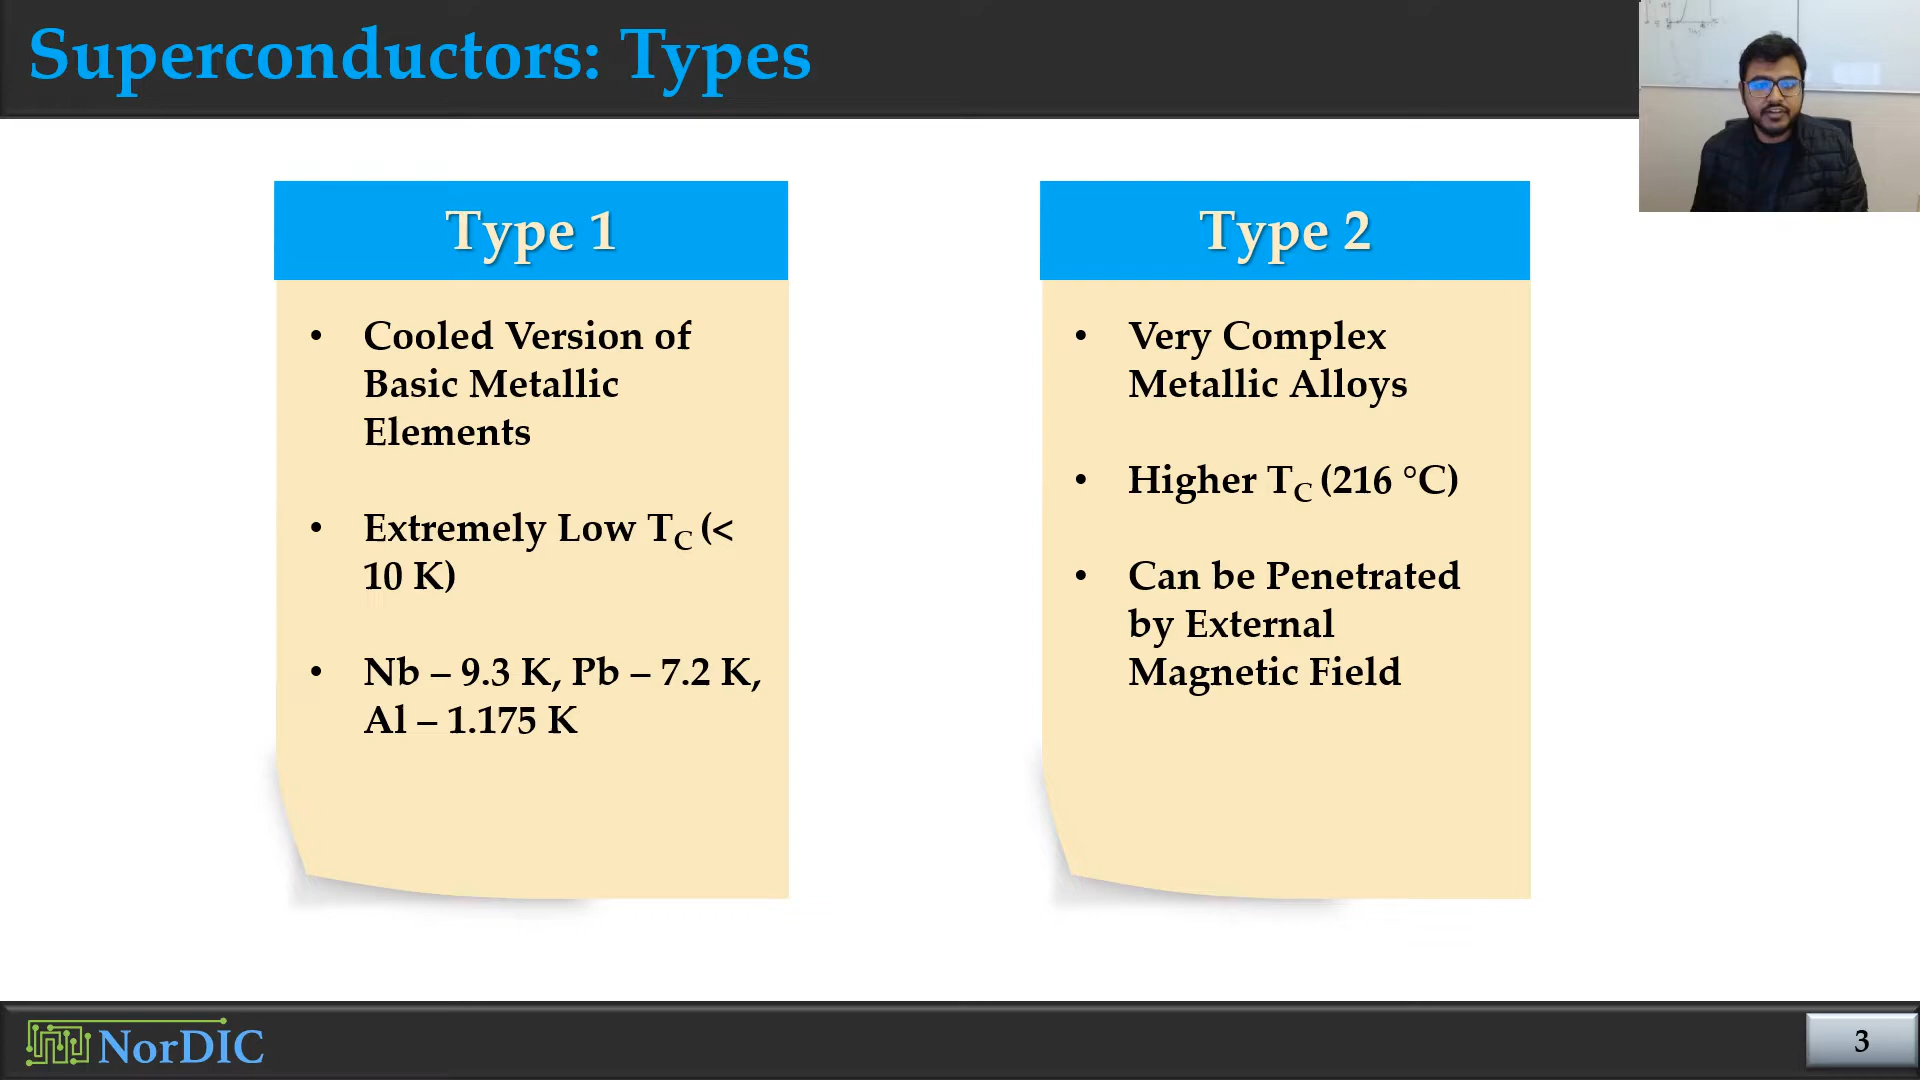 Superconductors: Types
Type 1
• Cooled Version of
Basic Metallic
Elements
• Extremely Low TC (<
10 K)
• Nb – 9.3 K, Pb – 7.2 K,
Al – 1.175 K
Type 2
• Very Complex
Metallic Alloys
• Higher TC (216 °C)
• Can be Penetrated
by External
Magnetic Field
NorDIC
3